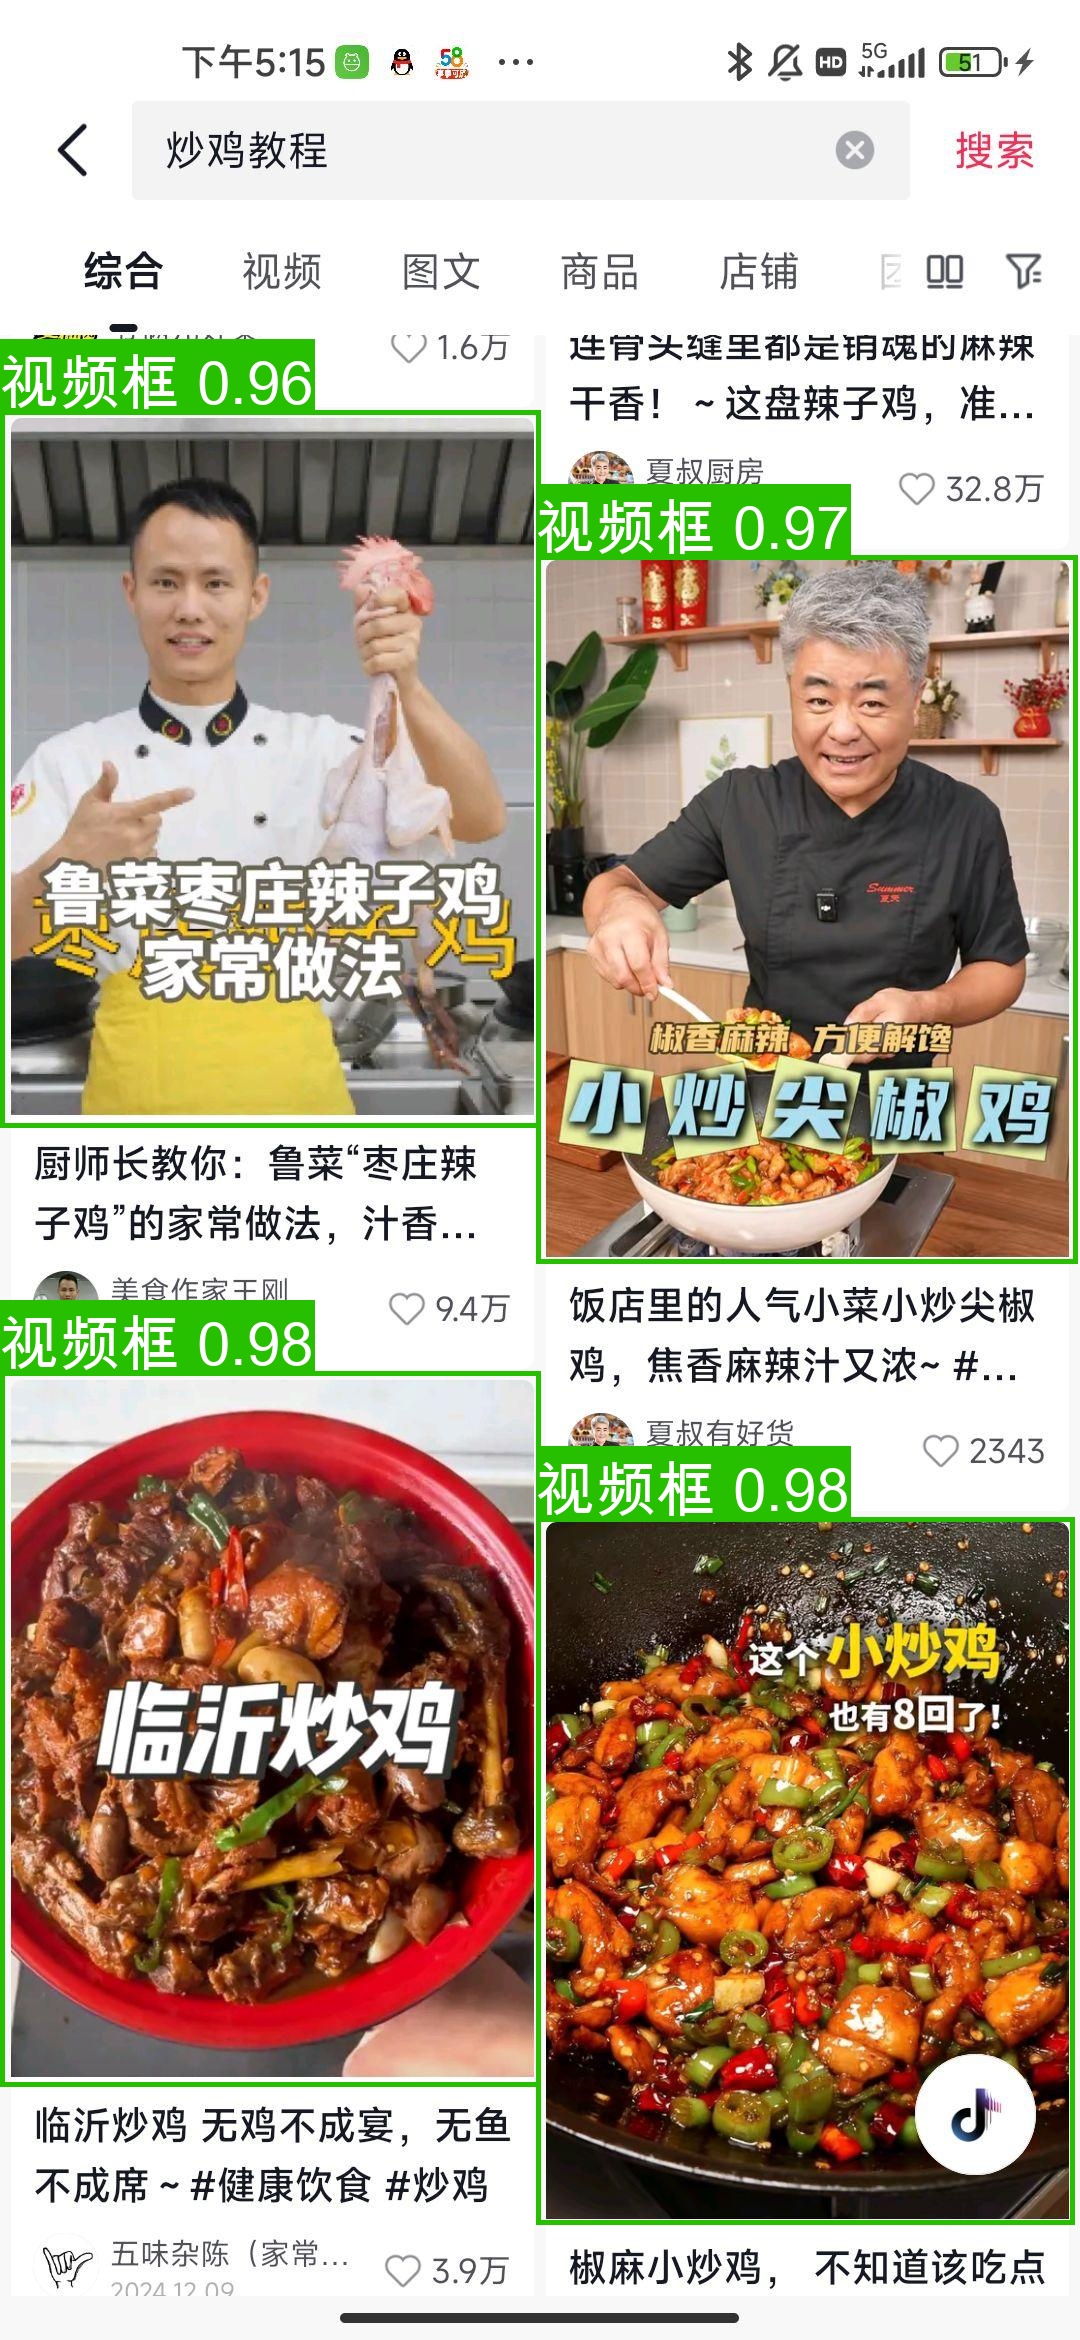 下午5:15
58
HD
5G
51
炒鸡教程
搜索
综合
视频
图文
商品
店铺
1.6万
连骨头缝里都是销魂的麻辣
干香！~这盘辣子鸡，准...
夏叔厨房
32.8万
视频框 0.96
鲁菜枣庄辣子鸡
家常做法
厨师长教你：鲁菜“枣庄辣
子鸡”的家常做法，汁香...
美食作家王刚
9.4万
视频框 0.97
Summer
夏天
椒香麻辣 方便解馋
小炒尖椒鸡
饭店里的人气小菜小炒尖椒
鸡，焦香麻辣汁又浓~ #...
夏叔有好货
2343
视频框 0.98
临沂炒鸡
临沂炒鸡 无鸡不成宴，无鱼
不成席~#健康饮食 #炒鸡
五味杂陈（家常...
2024.12.09
3.9万
视频框 0.98
这个小炒鸡
也有8回了！
椒麻小炒鸡， 不知道该吃点